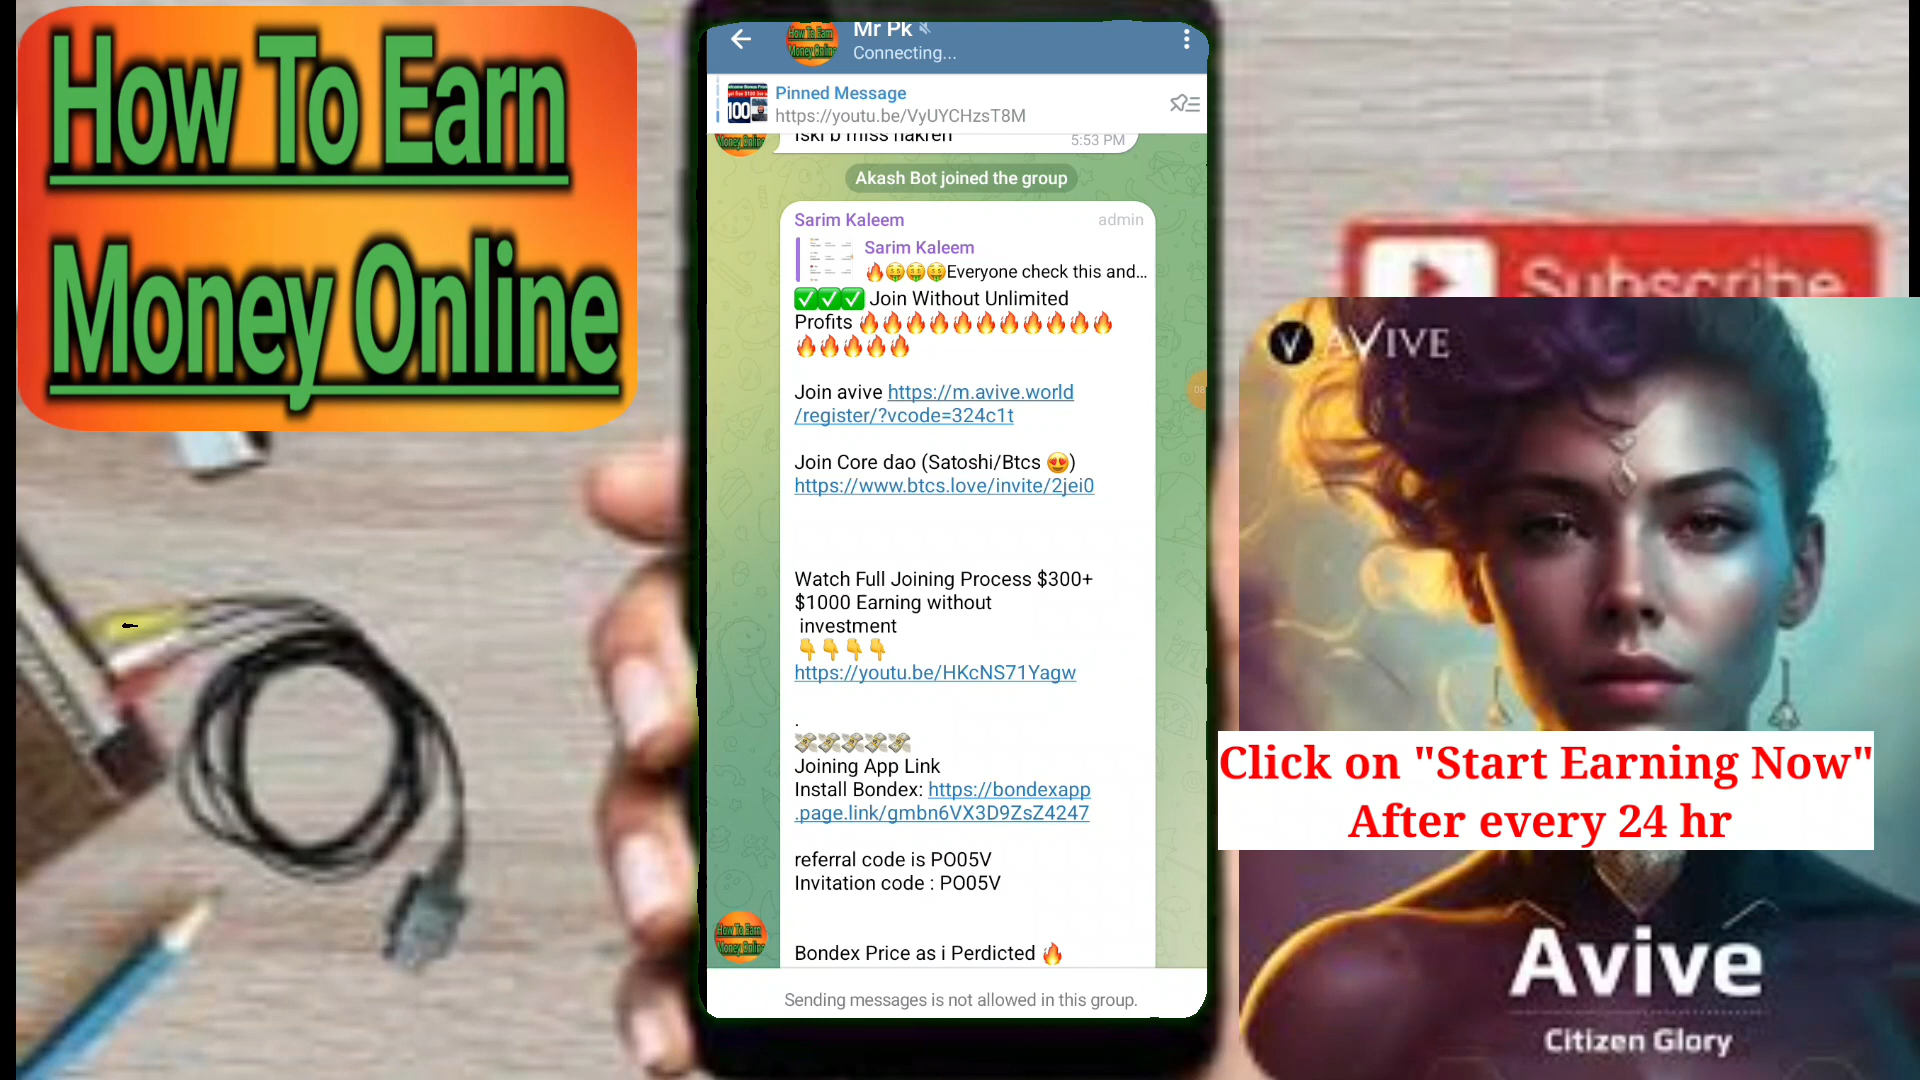 How To Earn
Money Online
Mr Pk
Connecting...
Pinned Message
https://youtu.be/VyUYCHzsT8M
iski b miss nakren
5:53 PM
Akash Bot joined the group
Sarim Kaleem
admin
Sarim Kaleem
🔥🤑🤑🤑Everyone check this and...
✅✅✅ Join Without Unlimited
Profits 🔥🔥🔥🔥🔥🔥🔥🔥🔥🔥🔥
🔥🔥🔥🔥🔥
Join avive https://m.avive.world
/register/?vcode=324c1t
Join Core dao (Satoshi/Btcs 😍)
https://www.btcs.love/invite/2jei0
Watch Full Joining Process $300+
$1000 Earning without
investment
👇👇👇👇
https://youtu.be/HKcNS71Yagw
.
💸💸💸💸💸
Joining App Link
Install Bondex: https://bondexapp
.page.link/gmbn6VX3D9ZsZ4247
referral code is PO05V
Invitation code : PO05V
Bondex Price as i Perdicted 🔥
Sending messages is not allowed in this group.
Subscribe
AVIVE
Click on "Start Earning Now"
After every 24 hr
Avive
Citizen Glory